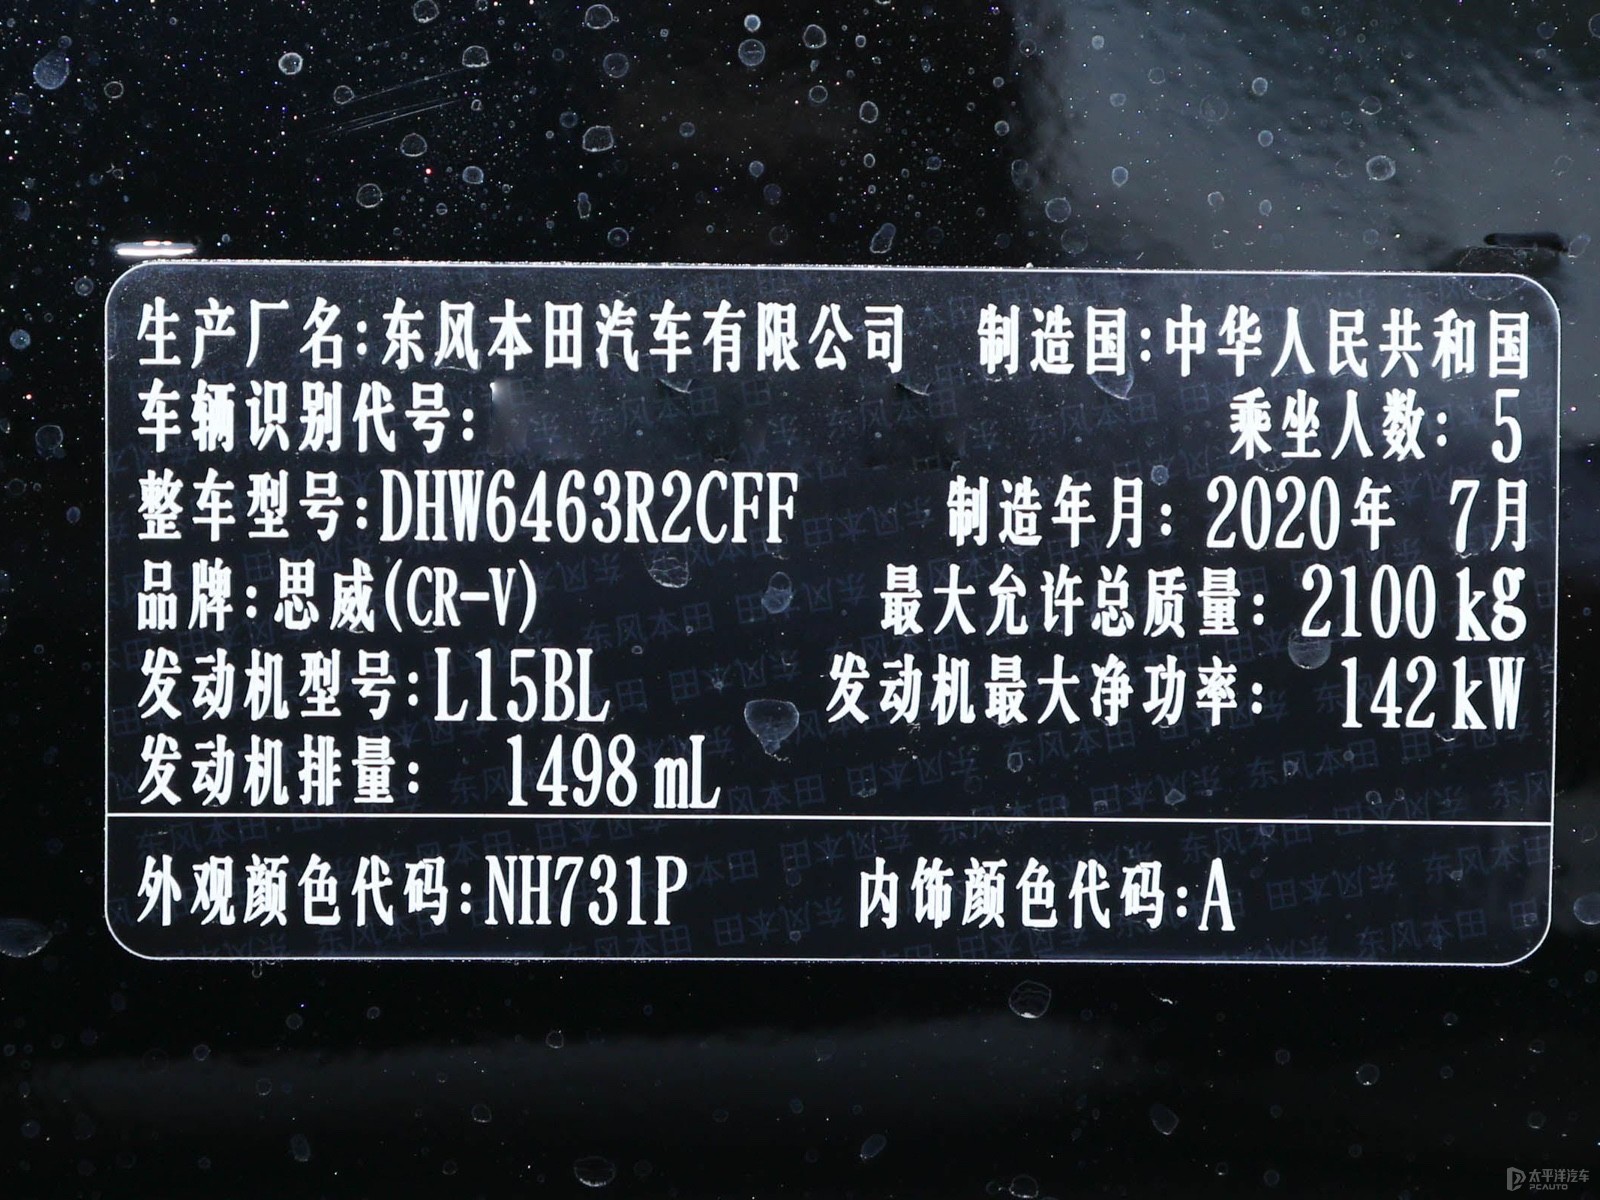 生产厂名:东风本田汽车有限公司 制造国:中华人民共和国
车辆识别代号: 乘坐人数: 5
整车型号:DHW6463R2CFF 制造年月: 2020年 7月
品牌:思威(CR-V) 最大允许总质量: 2100 kg
发动机型号:L15BL 发动机最大净功率: 142 kW
发动机排量: 1498 mL
外观颜色代码:NH731P 内饰颜色代码:A
太平洋汽车
PCAUTO